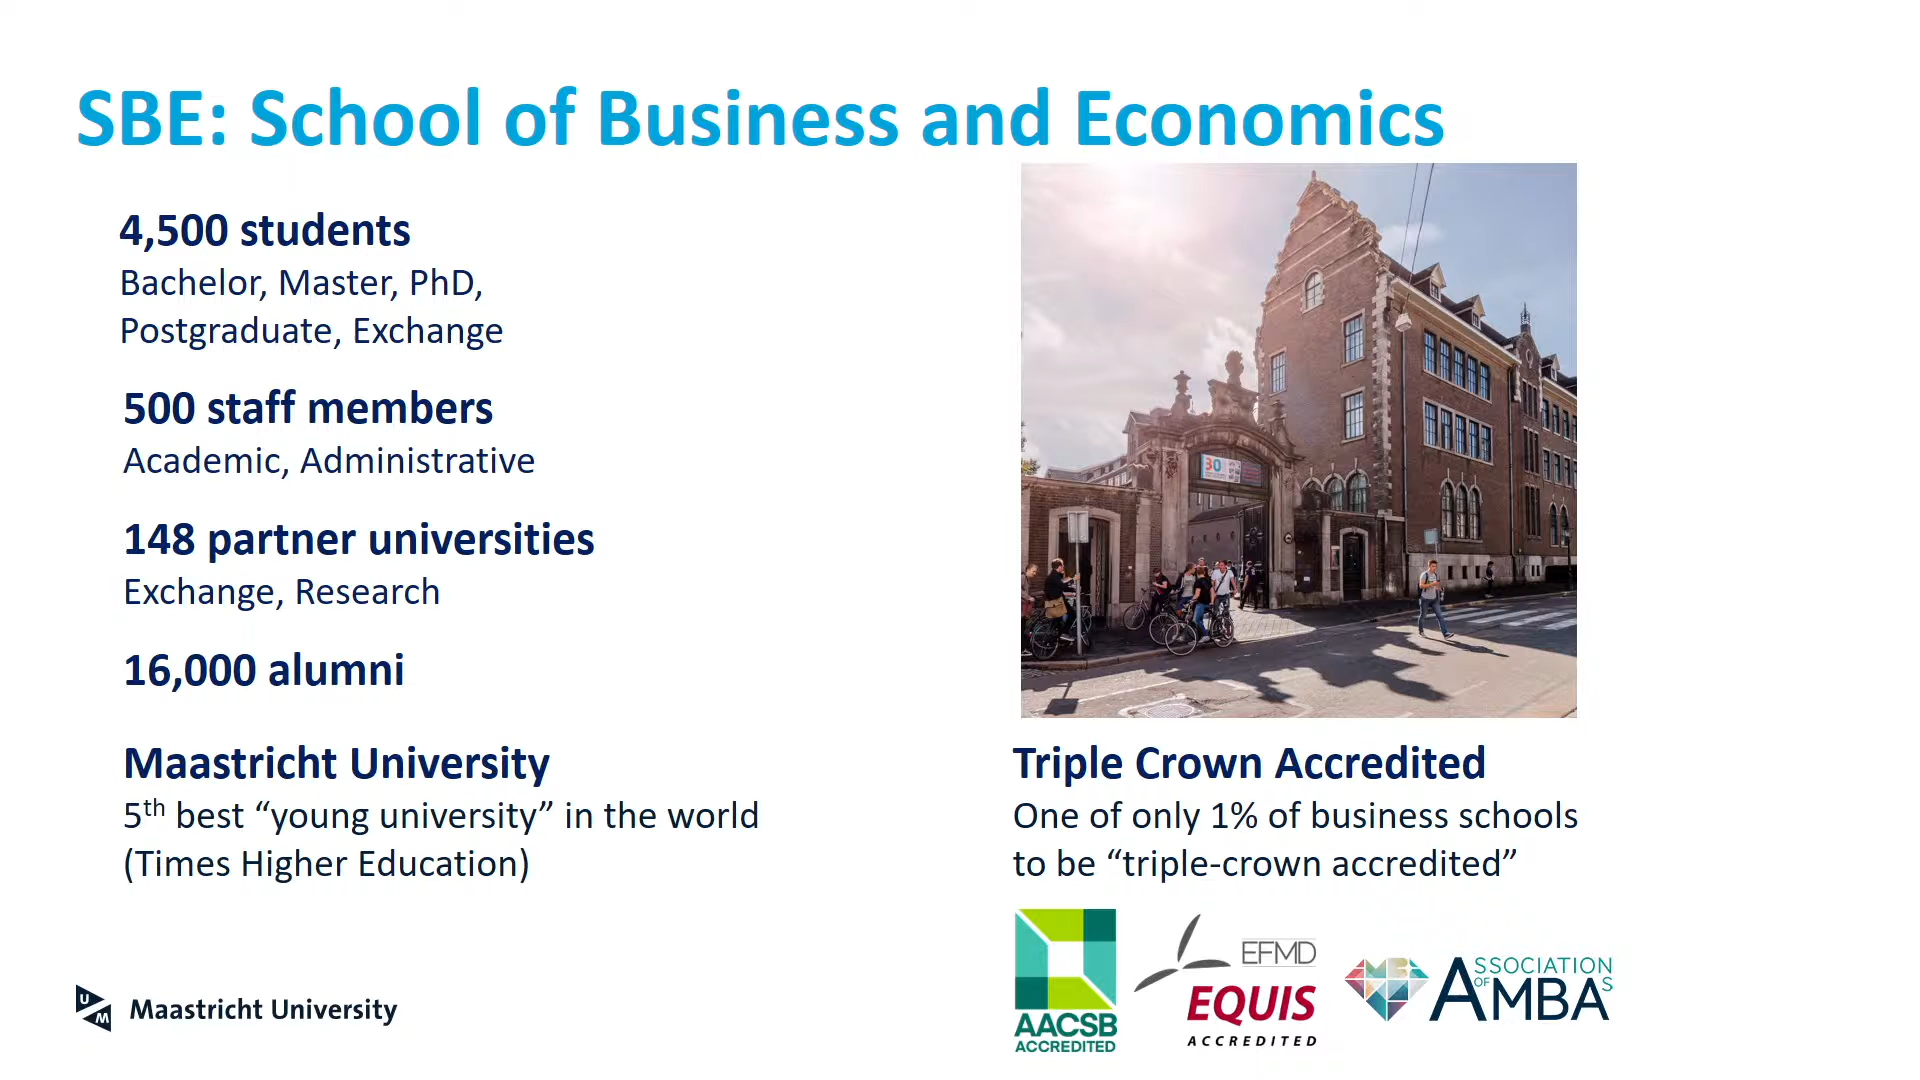 SBE: School of Business and Economics
4,500 students
Bachelor, Master, PhD,
Postgraduate, Exchange
500 staff members
Academic, Administrative
148 partner universities
Exchange, Research
16,000 alumni
Maastricht University
5th best “young university” in the world
(Times Higher Education)
30
Triple Crown Accredited
One of only 1% of business schools
to be “triple-crown accredited”
UM Maastricht University
AACSB
ACCREDITED
EFMD
EQUIS
ACCREDITED
ASSOCIATION
OF AMBAS